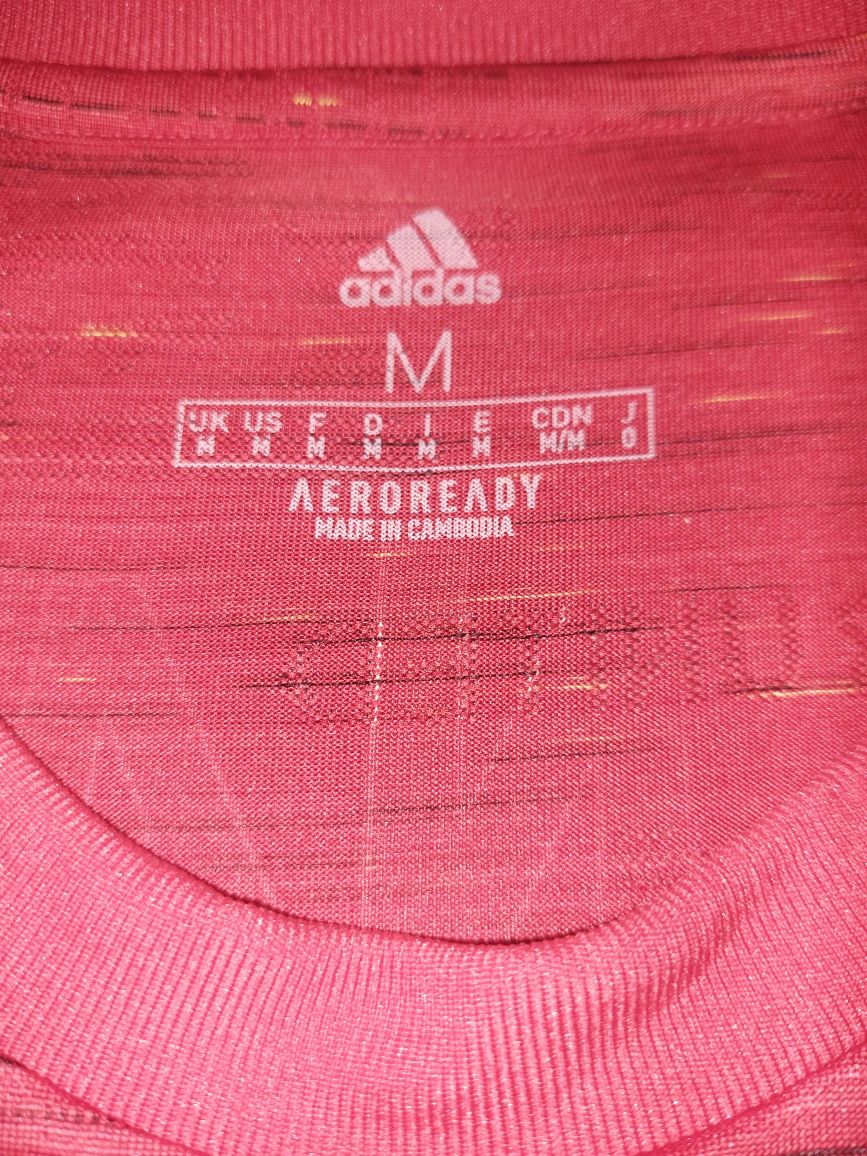 adidas
M
UK US F D I E CDN J
M M M M M M M/M O
AEROREADY
MADE IN CAMBODIA